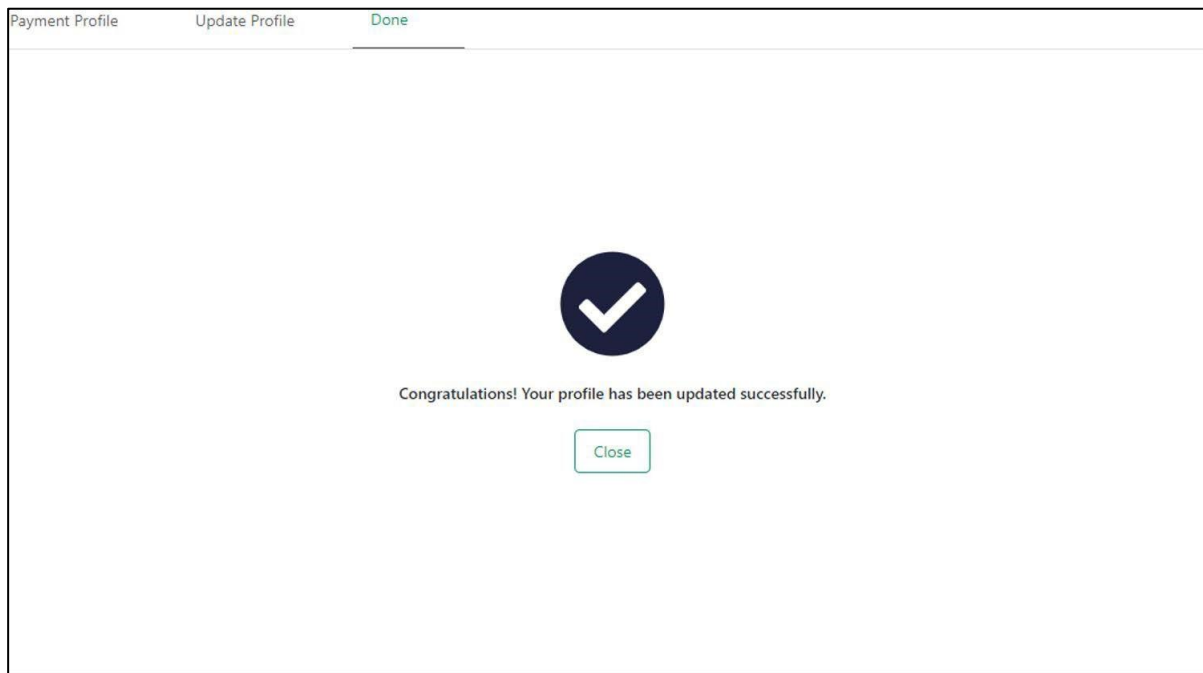 Payment Profile Update Profile Done
Congratulations! Your profile has been updated successfully.
Close